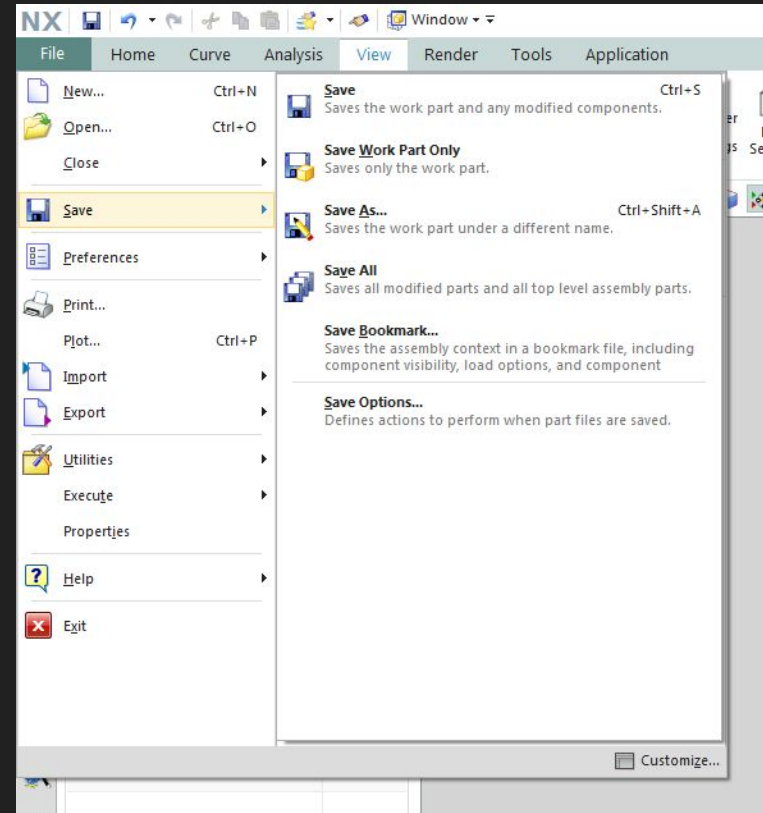 NX Window
File Home Curve Analysis View Render Tools Application
New... Ctrl+N
Open... Ctrl+O
Close
Save
Preferences
Print...
Plot... Ctrl+P
Import
Export
Utilities
Execute
Properties
Help
Exit
Save Ctrl+S
Saves the work part and any modified components.
Save Work Part Only
Saves only the work part.
Save As... Ctrl+Shift+A
Saves the work part under a different name.
Save All
Saves all modified parts and all top level assembly parts.
Save Bookmark...
Saves the assembly context in a bookmark file, including
component visibility, load options, and component
Save Options...
Defines actions to perform when part files are saved.
Customize...